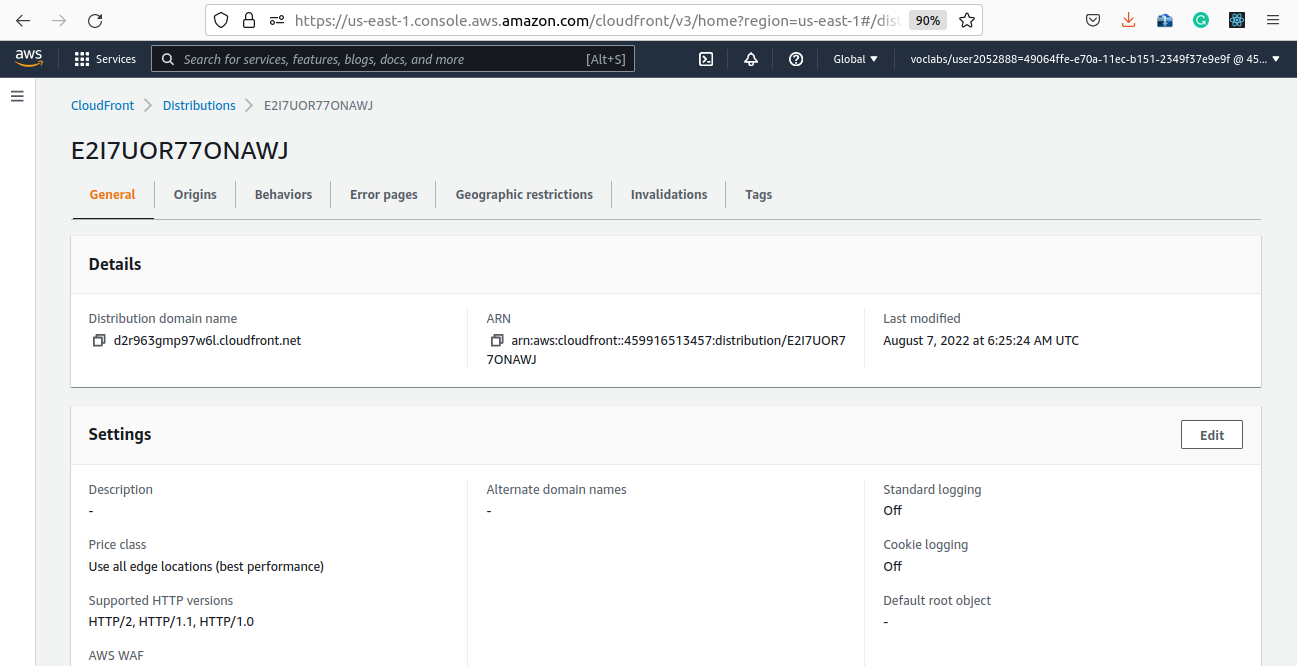 https://us-east-1.console.aws.amazon.com/cloudfront/v3/home?region=us-east-1#/dis 90%
aws Services Search for services, features, blogs, docs, and more [Alt+S] Global voclabs/user2052888=49064ffe-e70a-11ec-b151-2349f37e9e9f @ 45...
CloudFront Distributions E2I7UOR77ONAWJ
E2I7UOR77ONAWJ
General Origins Behaviors Error pages Geographic restrictions Invalidations Tags
Details
Distribution domain name ARN Last modified
d2r963gmp97w6l.cloudfront.net arn:aws:cloudfront::459916513457:distribution/E2I7UOR7 August 7, 2022 at 6:25:24 AM UTC
7ONAWJ
Settings Edit
Description Alternate domain names Standard logging
- - Off
Price class Cookie logging
Use all edge locations (best performance) Off
Supported HTTP versions Default root object
HTTP/2, HTTP/1.1, HTTP/1.0 -
AWS WAF